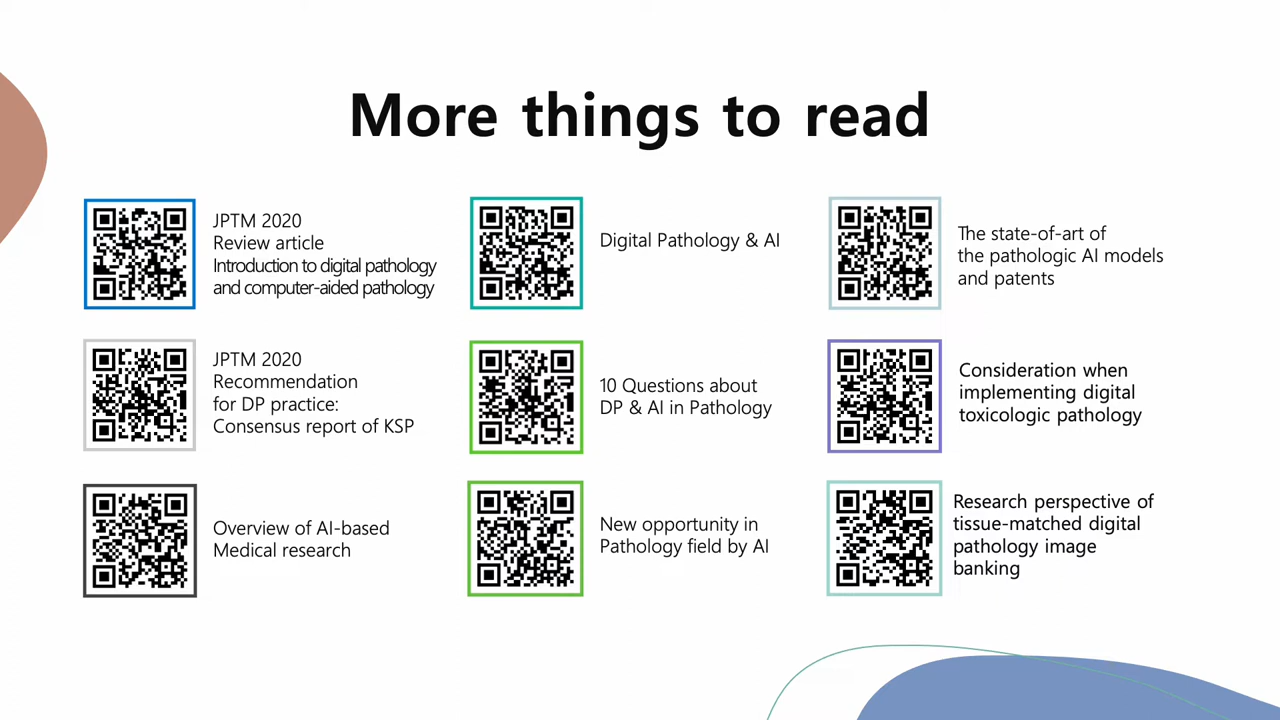 More things to read
JPTM 2020
Review article
Introduction to digital pathology
and computer-aided pathology
Digital Pathology & AI
The state-of-art of
the pathologic AI models
and patents
JPTM 2020
Recommendation
for DP practice:
Consensus report of KSP
10 Questions about
DP & AI in Pathology
Consideration when
implementing digital
toxicologic pathology
Overview of AI-based
Medical research
New opportunity in
Pathology field by AI
Research perspective of
tissue-matched digital
pathology image
banking